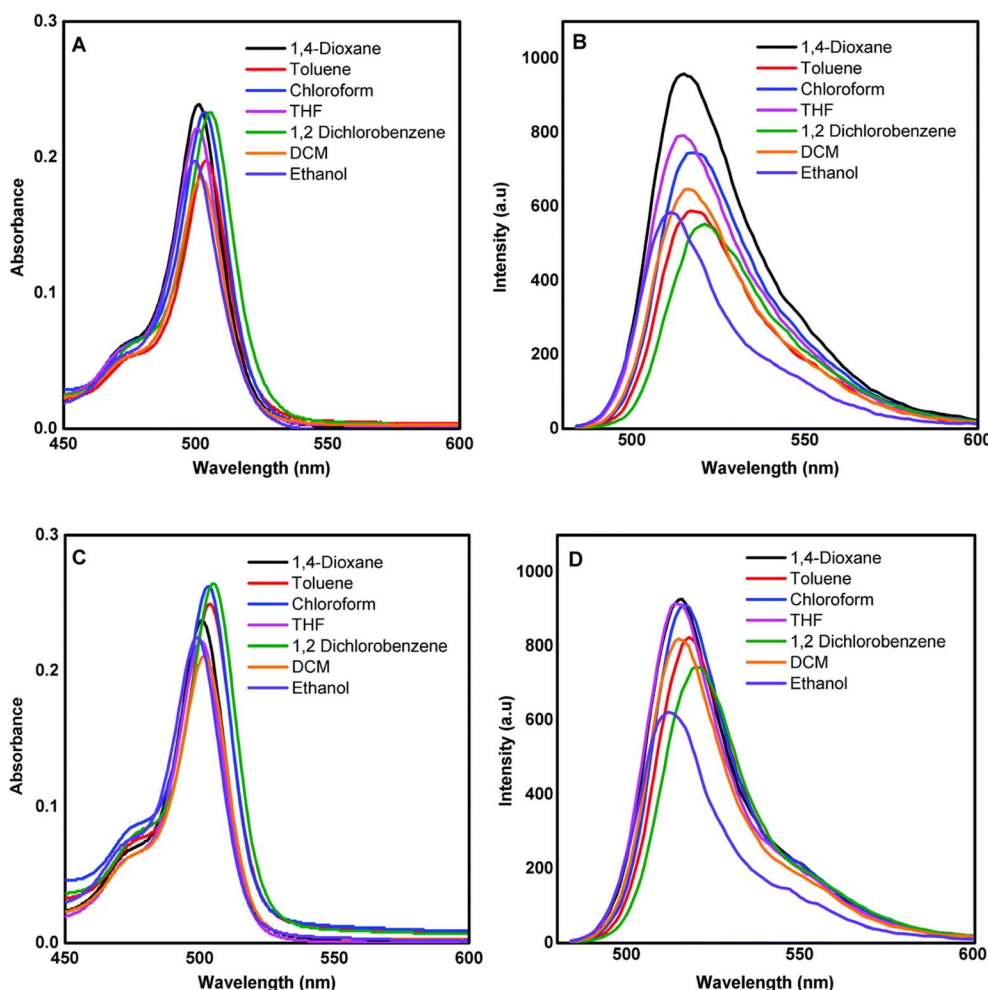 A
1,4-Dioxane
Toluene
Chloroform
THF
1,2 Dichlorobenzene
DCM
Ethanol
Absorbance
0.3
0.2
0.1
0.0
450
500
550
600
Wavelength (nm)
B
1,4-Dioxane
Toluene
Chloroform
THF
1,2 Dichlorobenzene
DCM
Ethanol
Intensity (a.u)
1000
800
600
400
200
0
500
550
600
Wavelength (nm)
C
1,4-Dioxane
Toluene
Chloroform
THF
1,2 Dichlorobenzene
DCM
Ethanol
Absorbance
0.3
0.2
0.1
0.0
450
500
550
600
Wavelength (nm)
D
1,4-Dioxane
Toluene
Chloroform
THF
1,2 Dichlorobenzene
DCM
Ethanol
Intensity (a.u)
1000
800
600
400
200
0
500
550
600
Wavelength (nm)